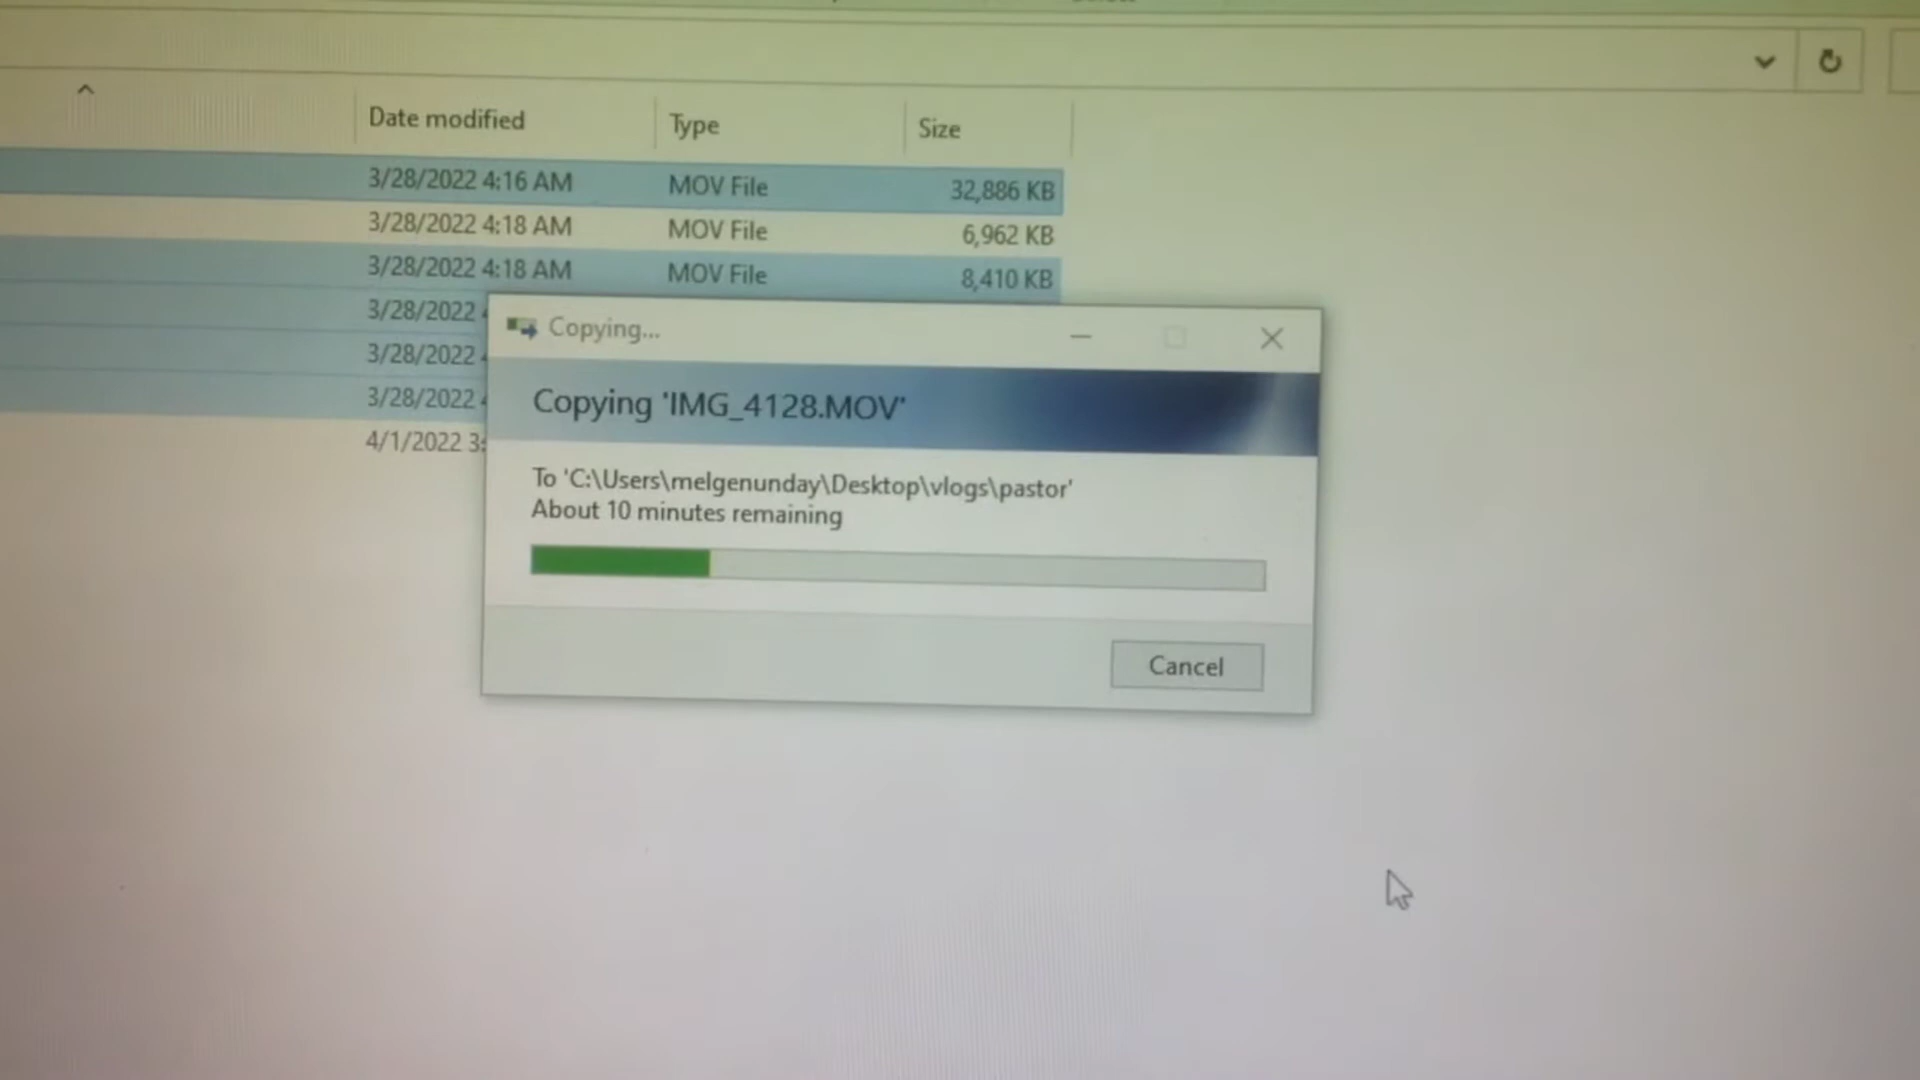 Date modified Type Size
3/28/2022 4:16 AM MOV File 32,886 KB
3/28/2022 4:18 AM MOV File 6,962 KB
3/28/2022 4:18 AM MOV File 8,410 KB
3/28/2022
3/28/2022
3/28/2022
4/1/2022 3:
Copying...
Copying 'IMG_4128.MOV'
To 'C:\Users\melgenunday\Desktop\vlogs\pastor'
About 10 minutes remaining
Cancel